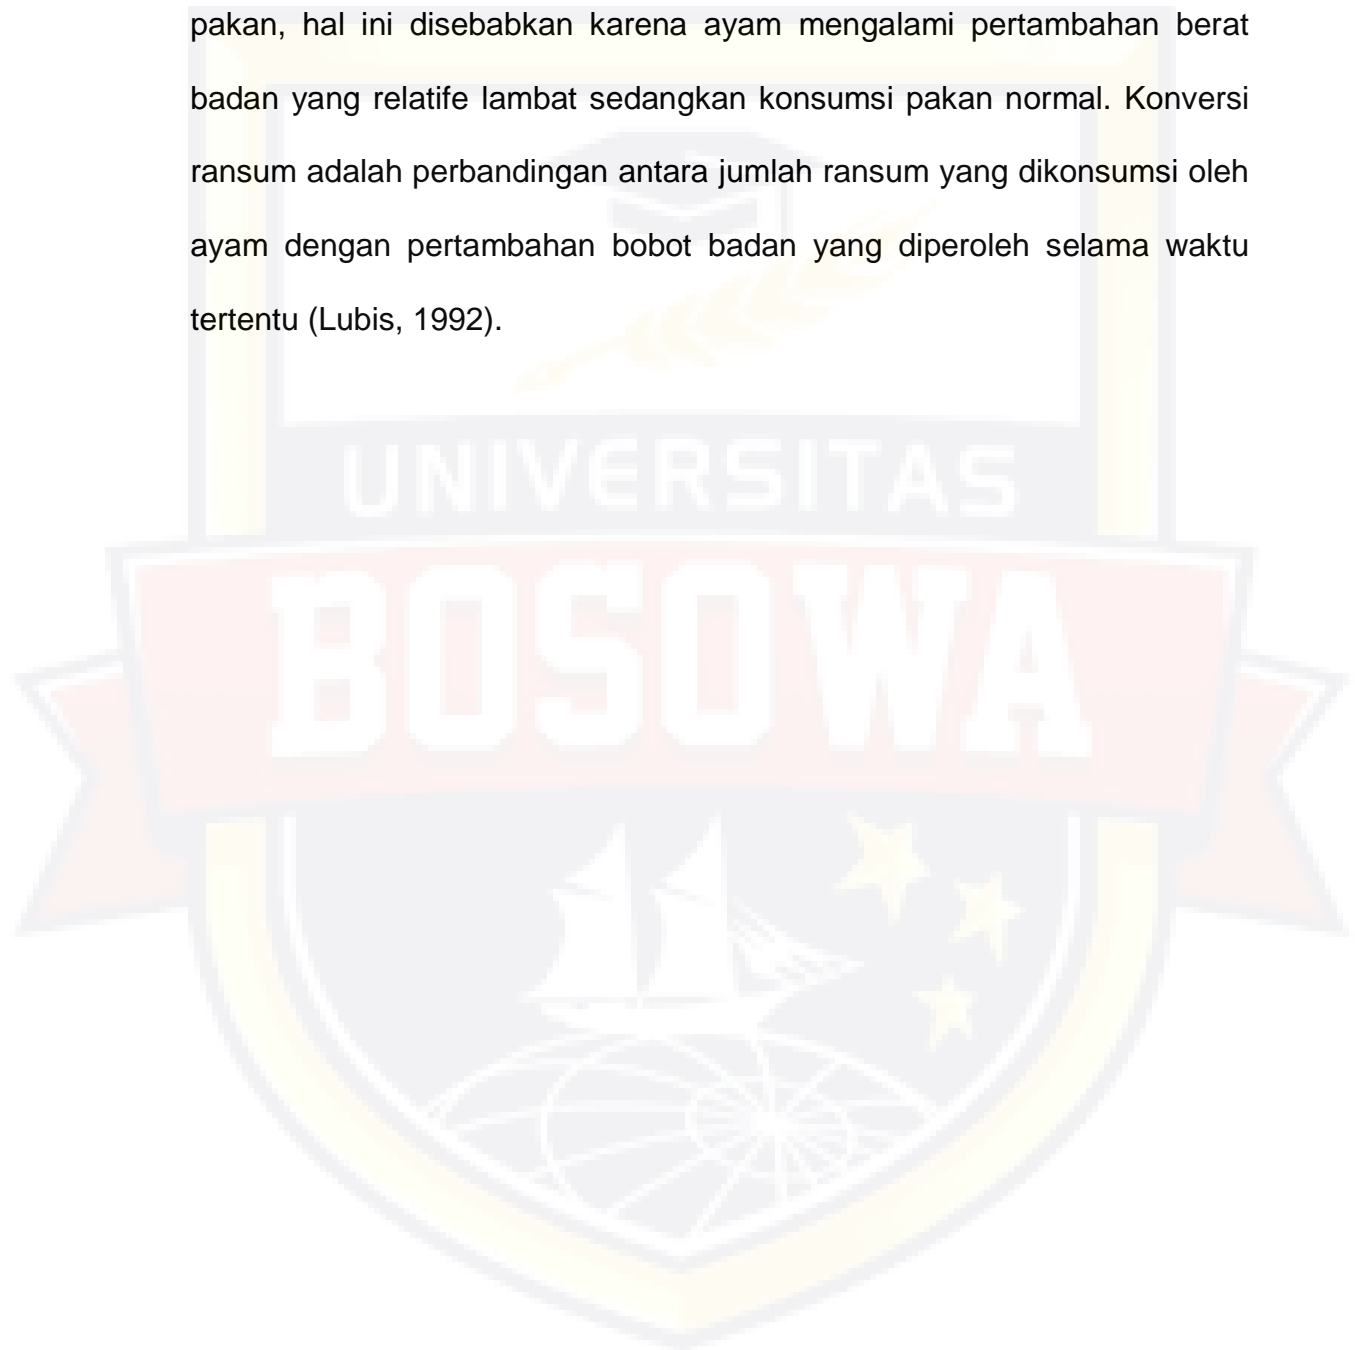 pakan, hal ini disebabkan karena ayam mengalami pertambahan berat
badan yang relatife lambat sedangkan konsumsi pakan normal. Konversi
ransum adalah perbandingan antara jumlah ransum yang dikonsumsi oleh
ayam dengan pertambahan bobot badan yang diperoleh selama waktu
tertentu (Lubis, 1992).
UNIVERSITAS
BOSOWA